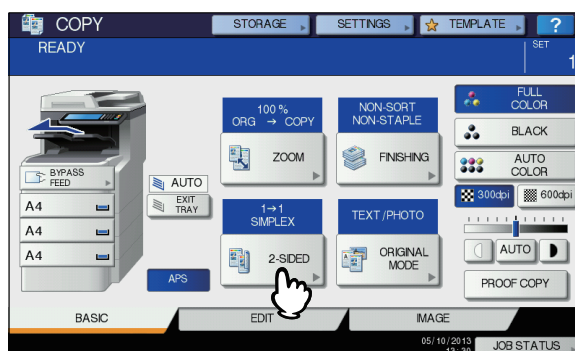 COPY
STORAGE
SETTINGS
TEMPLATE
?
READY
SET
1
100 %
ORG → COPY
ZOOM
NON-SORT
NON-STAPLE
FINISHING
FULL
COLOR
BLACK
AUTO
COLOR
300dpi
600dpi
BYPASS
FEED
A4
A4
A4
AUTO
EXIT
TRAY
APS
1→1
SIMPLEX
2-SIDED
TEXT/PHOTO
ORIGINAL
MODE
AUTO
PROOF COPY
BASIC
EDIT
IMAGE
05/10/2013
13:30
JOB STATUS